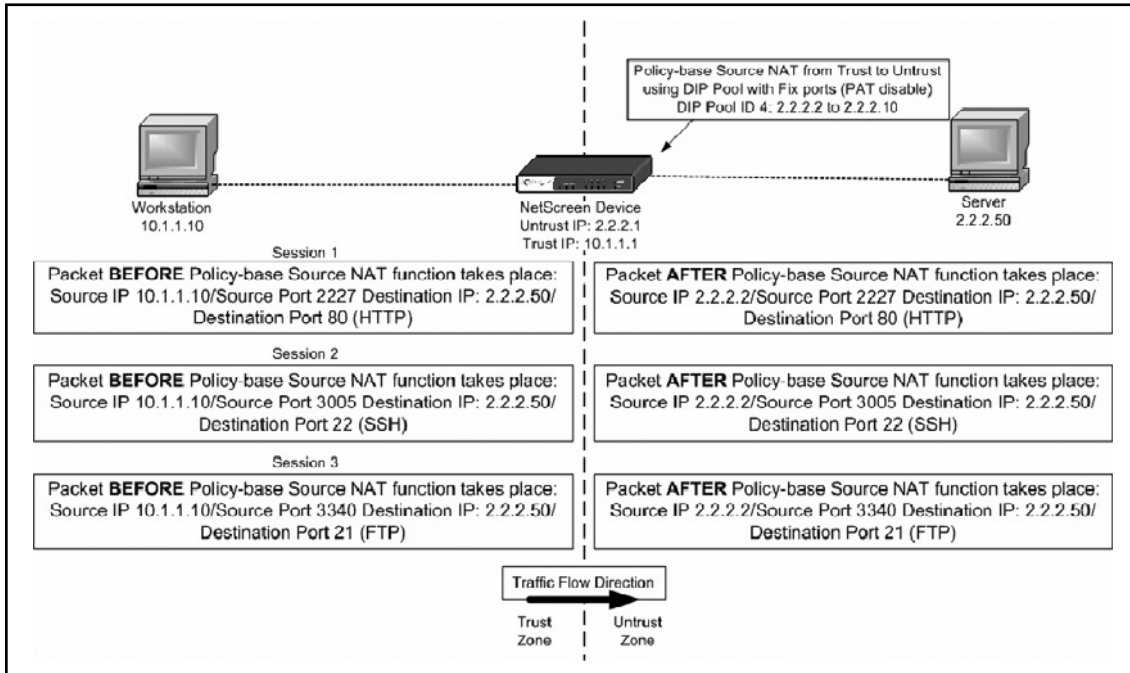 Policy-base Source NAT from Trust to Untrust
using DIP Pool with Fix ports (PAT disable)
DIP Pool ID 4: 2.2.2.2 to 2.2.2.10
Workstation
10.1.1.10
NetScreen Device
Untrust IP: 2.2.2.1
Trust IP: 10.1.1.1
Server
2.2.2.50
Session 1
Packet BEFORE Policy-base Source NAT function takes place:
Source IP 10.1.1.10/Source Port 2227 Destination IP: 2.2.2.50/
Destination Port 80 (HTTP)
Packet AFTER Policy-base Source NAT function takes place:
Source IP 2.2.2.2/Source Port 2227 Destination IP: 2.2.2.50/
Destination Port 80 (HTTP)
Session 2
Packet BEFORE Policy-base Source NAT function takes place:
Source IP 10.1.1.10/Source Port 3005 Destination IP: 2.2.2.50/
Destination Port 22 (SSH)
Packet AFTER Policy-base Source NAT function takes place:
Source IP 2.2.2.2/Source Port 3005 Destination IP: 2.2.2.50/
Destination Port 22 (SSH)
Session 3
Packet BEFORE Policy-base Source NAT function takes place:
Source IP 10.1.1.10/Source Port 3340 Destination IP: 2.2.2.50/
Destination Port 21 (FTP)
Packet AFTER Policy-base Source NAT function takes place:
Source IP 2.2.2.2/Source Port 3340 Destination IP: 2.2.2.50/
Destination Port 21 (FTP)
Traffic Flow Direction
Trust
Zone
Untrust
Zone